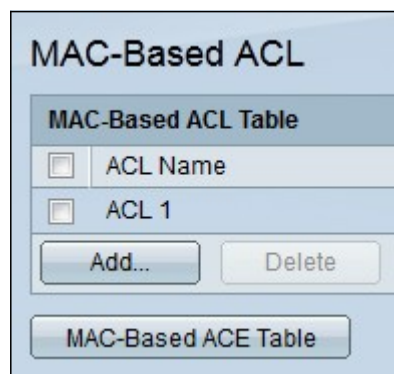 MAC-Based ACL
MAC-Based ACL Table
ACL Name
ACL 1
Add... Delete
MAC-Based ACE Table